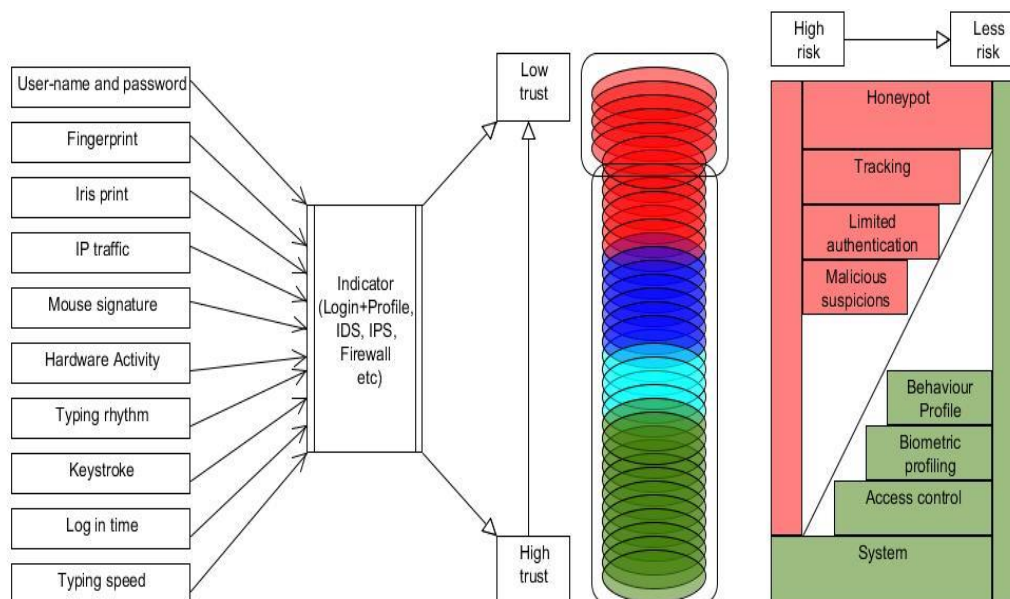 User-name and password
Fingerprint
Iris print
IP traffic
Mouse signature
Hardware Activity
Typing rhythm
Keystroke
Log in time
Typing speed
Indicator
(Login+Profile,
IDS, IPS,
Firewall
etc)
Low
trust
High
trust
High
risk
Less
risk
Honeypot
Tracking
Limited
authentication
Malicious
suspicions
Behaviour
Profile
Biometric
profiling
Access control
System